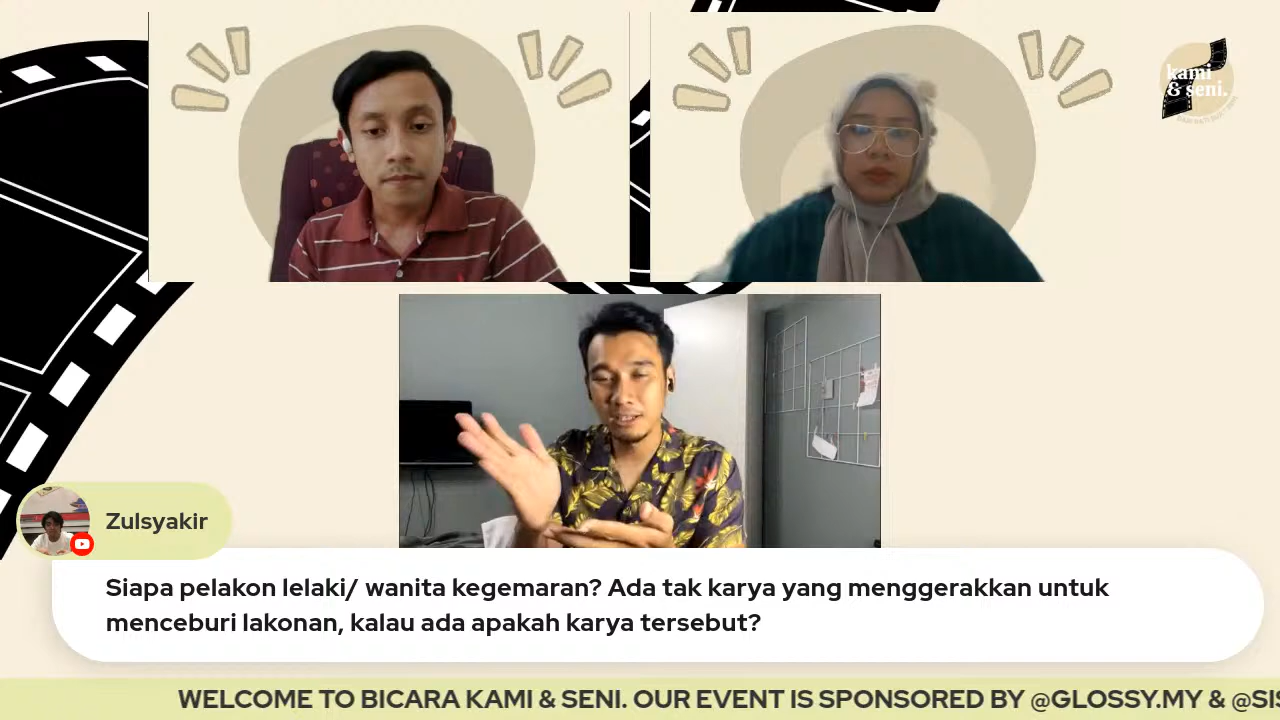 kami
& seni.
Zulsyakir
Siapa pelakon lelaki/ wanita kegemaran? Ada tak karya yang menggerakkan untuk
menceburi lakonan, kalau ada apakah karya tersebut?
WELCOME TO BICARA KAMI & SENI. OUR EVENT IS SPONSORED BY @GLOSSY.MY & @SIS